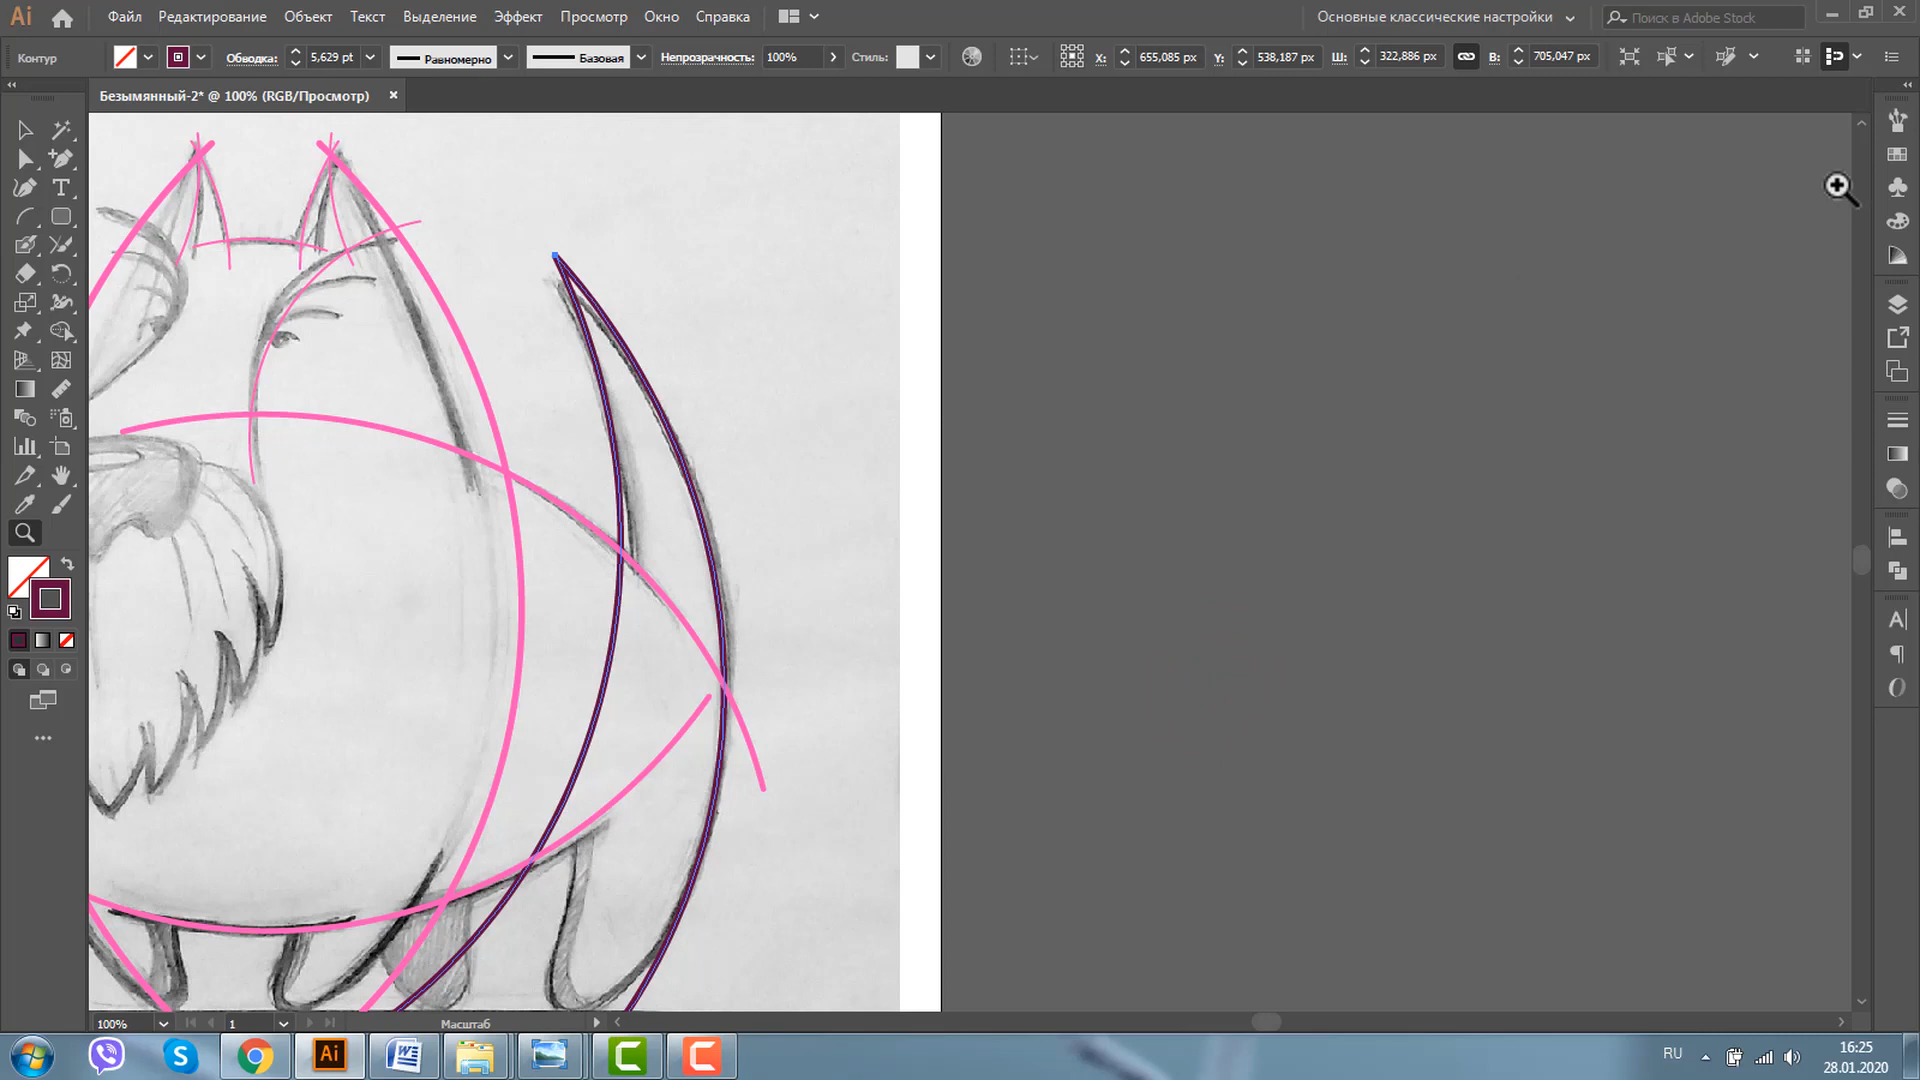 Ai Файл Редактирование Объект Текст Выделение Эффект Просмотр Окно Справка Основные классические настройки Поиск в Adobe Stock
Контур Обводка: 5,629 pt Равномерно Базовая Непрозрачность: 100% Стиль: X: 655,085 px Y: 538,187 px Ш: 322,886 px В: 705,047 px
Безымянный-2* @ 100% (RGB/Просмотр)
100% 1 Масштаб
Ai RU 16:25
28.01.2020